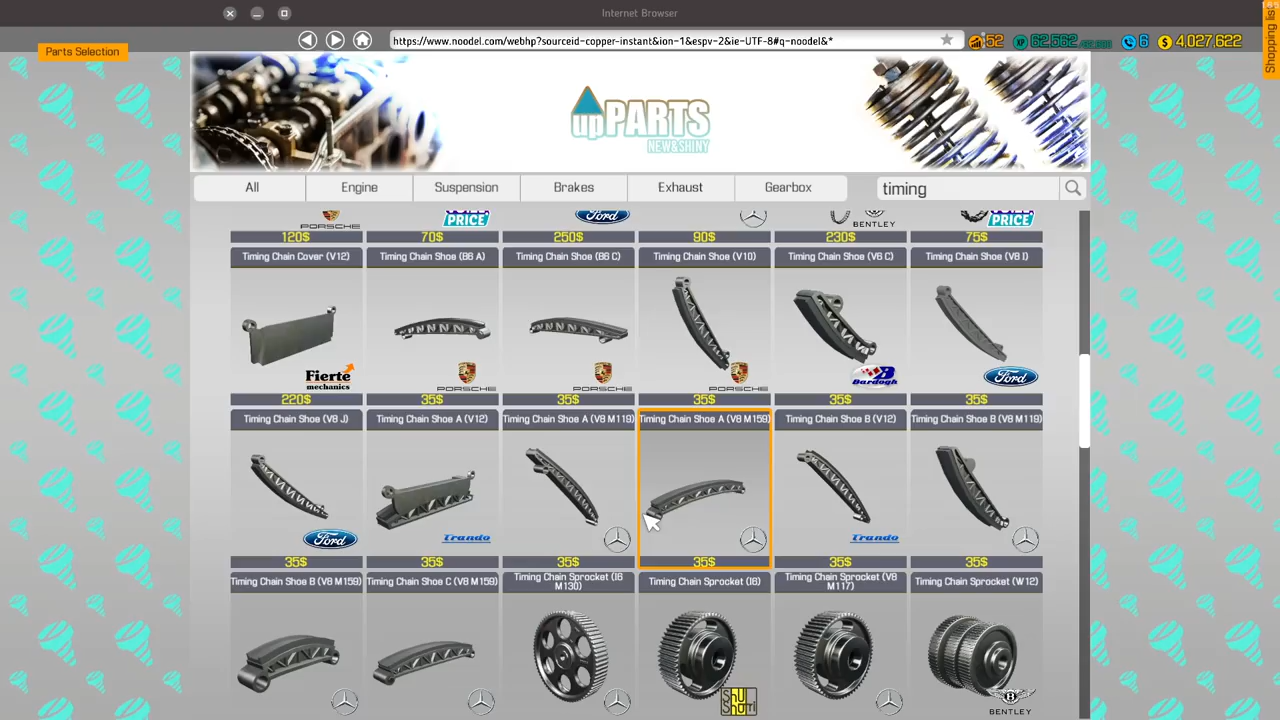 Internet Browser
Parts Selection
https://www.noodel.com/webhp?sourceid-copper-instant&ion-1&espv-2&ie-UTF-8#q-noodel&*
52
62,562
6
4,027,622
Shopping list
upPARTS
NEW&SHINY
All
Engine
Suspension
Brakes
Exhaust
Gearbox
timing
PORSCHE
PRICE
Ford
BENTLEY
PRICE
120$
70$
250$
90$
230$
75$
Timing Chain Cover (V12)
Timing Chain Shoe (B6 A)
Timing Chain Shoe (B6 C)
Timing Chain Shoe (V10)
Timing Chain Shoe (V6 C)
Timing Chain Shoe (V8 I)
Fierte
mechanics
PORSCHE
PORSCHE
PORSCHE
Bardogh
Ford
220$
35$
35$
35$
35$
35$
Timing Chain Shoe (V8 J)
Timing Chain Shoe A (V12)
Timing Chain Shoe A (V8 M119)
Timing Chain Shoe A (V8 M159)
Timing Chain Shoe B (V12)
Timing Chain Shoe B (V8 M119)
Ford
Trando
Trando
35$
35$
35$
35$
35$
35$
Timing Chain Shoe B (V8 M159)
Timing Chain Shoe C (V8 M159)
Timing Chain Sprocket (I6
M130)
Timing Chain Sprocket (I6)
Timing Chain Sprocket (V8
M117)
Timing Chain Sprocket (W12)
BENTLEY